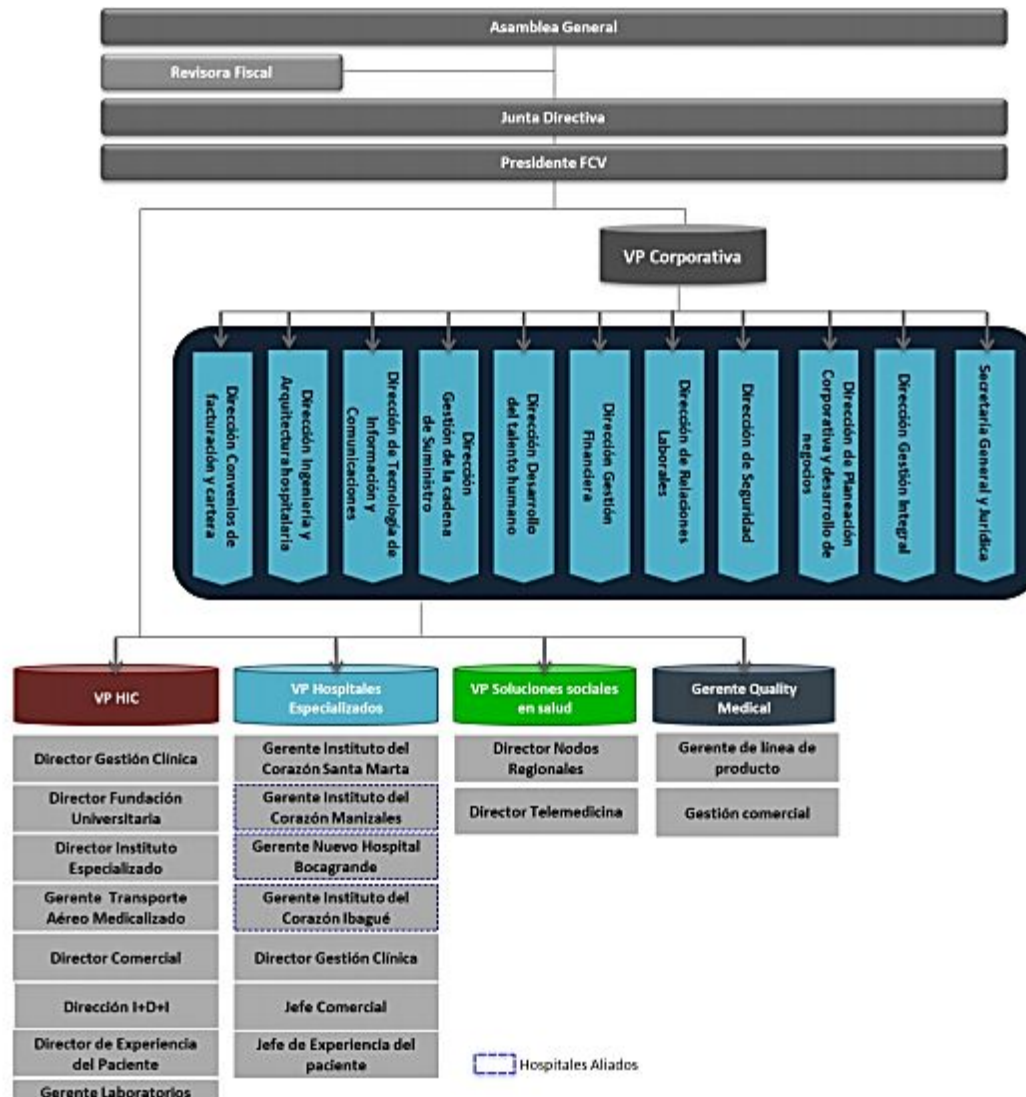 Asamblea General
Revisora Fiscal
Junta Directiva
Presidente FCV
VP Corporativa
Dirección Convenios de
facturación y cartera
Dirección Ingeniería y
Arquitectura hospitalaria
Dirección de Tecnología de
Información y
Comunicaciones
Dirección
Gestión de la cadena
de Suministro
Dirección Desarrollo
del talento humano
Dirección Gestión
Financiera
Dirección de Relaciones
Laborales
Dirección de Seguridad
Dirección de Planeación
Corporativa y desarrollo de
negocios
Dirección Gestión Integral
Secretaría General y Jurídica
VP HIC
Director Gestión Clínica
Director Fundación
Universitaria
Director Instituto
Especializado
Gerente Transporte
Aéreo Medicalizado
Director Comercial
Dirección I+D+I
Director de Experiencia
del Paciente
Gerente Laboratorios
VP Hospitales
Especializados
Gerente Instituto del
Corazón Santa Marta
Gerente Instituto del
Corazón Manizales
Gerente Nuevo Hospital
Bocagrande
Gerente Instituto del
Corazón Ibagué
Director Gestión Clínica
Jefe Comercial
Jefe de Experiencia del
paciente
VP Soluciones sociales
en salud
Director Nodos
Regionales
Director Telemedicina
Gerente Quality
Medical
Gerente de linea de
producto
Gestión comercial
Hospitales Aliados